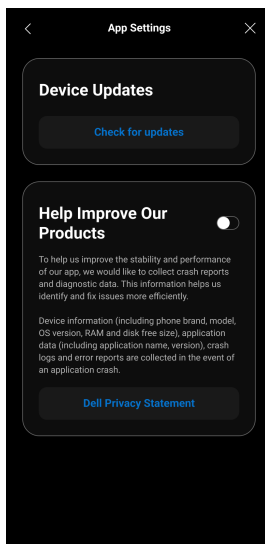 App Settings
Device Updates
Check for updates
Help Improve Our
Products
To help us improve the stability and performance
of our app, we would like to collect crash reports
and diagnostic data. This information helps us
identify and fix issues more efficiently.
Device information (including phone brand, model,
OS version, RAM and disk free size), application
data (including application name, version), crash
logs and error reports are collected in the event of
an application crash.
Dell Privacy Statement